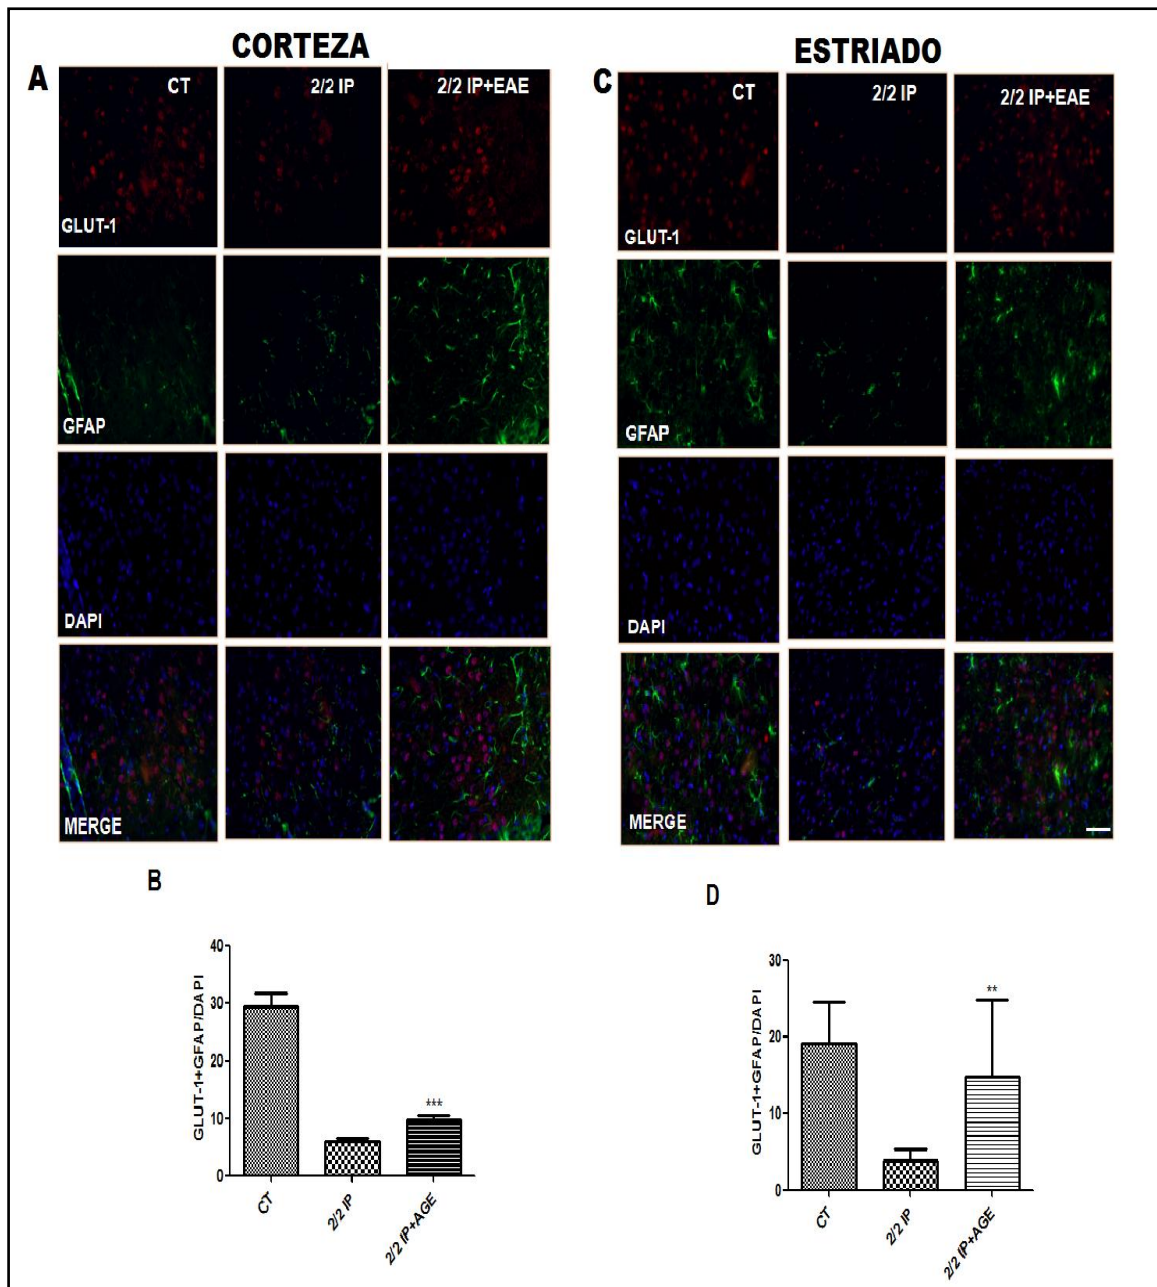 CORTEZA
A
CT
2/2 IP
2/2 IP+EAE
GLUT-1
GFAP
DAPI
MERGE
B
40
30
20
10
0
GLUT-1+GFAP/DAPI
***
CT
2/2 IP
2/2 IP+AGE
ESTRIADO
C
CT
2/2 IP
2/2 IP+EAE
GLUT-1
GFAP
DAPI
MERGE
D
30
20
10
0
GLUT-1+GFAP/DAPI
**
CT
2/2 IP
2/2 IP+AGE